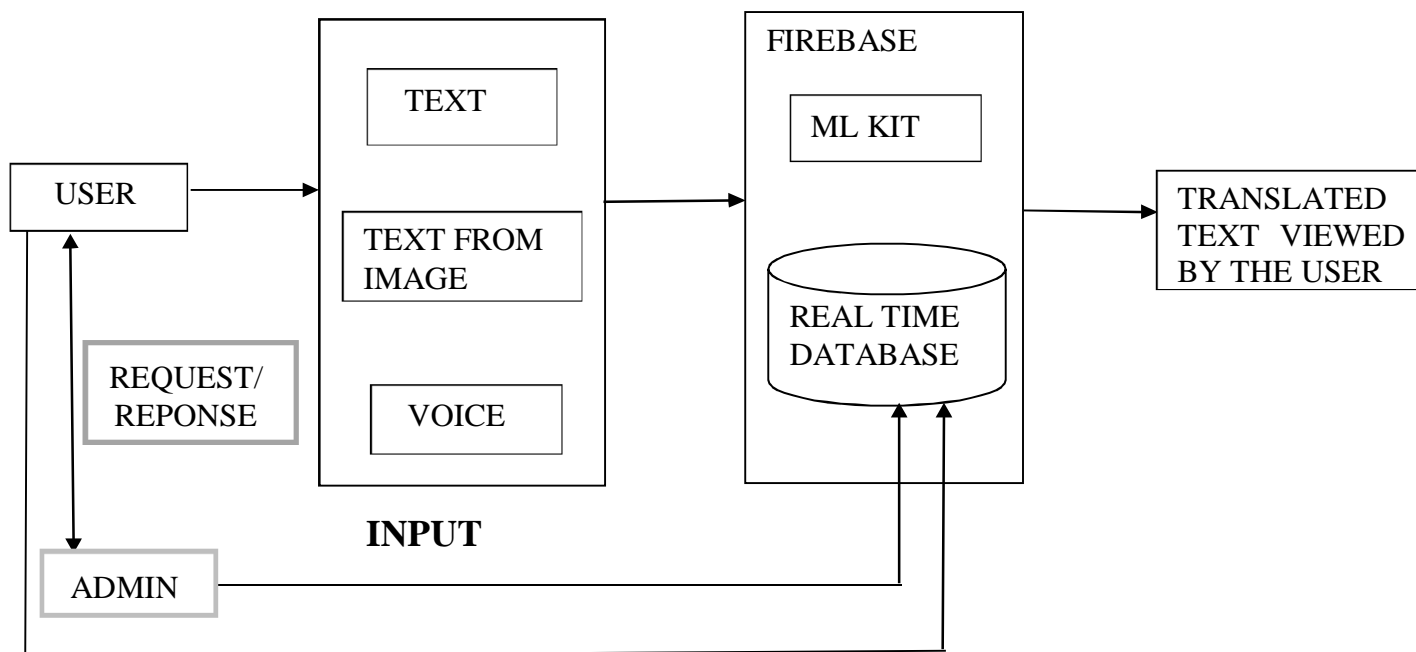 USER
REQUEST/
REPONSE
ADMIN
TEXT
TEXT FROM
IMAGE
VOICE
INPUT
FIREBASE
ML KIT
REAL TIME
DATABASE
TRANSLATED
TEXT VIEWED
BY THE USER